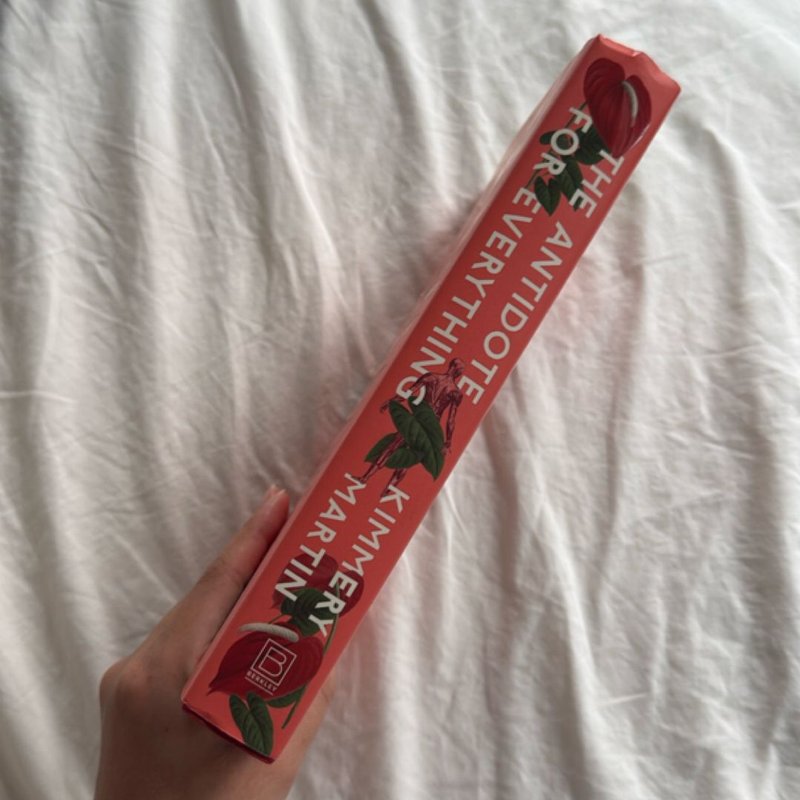 THE ANTIDOTE
FOR EVERYTHING
KIMMERY
MARTIN
B
BERKLEY